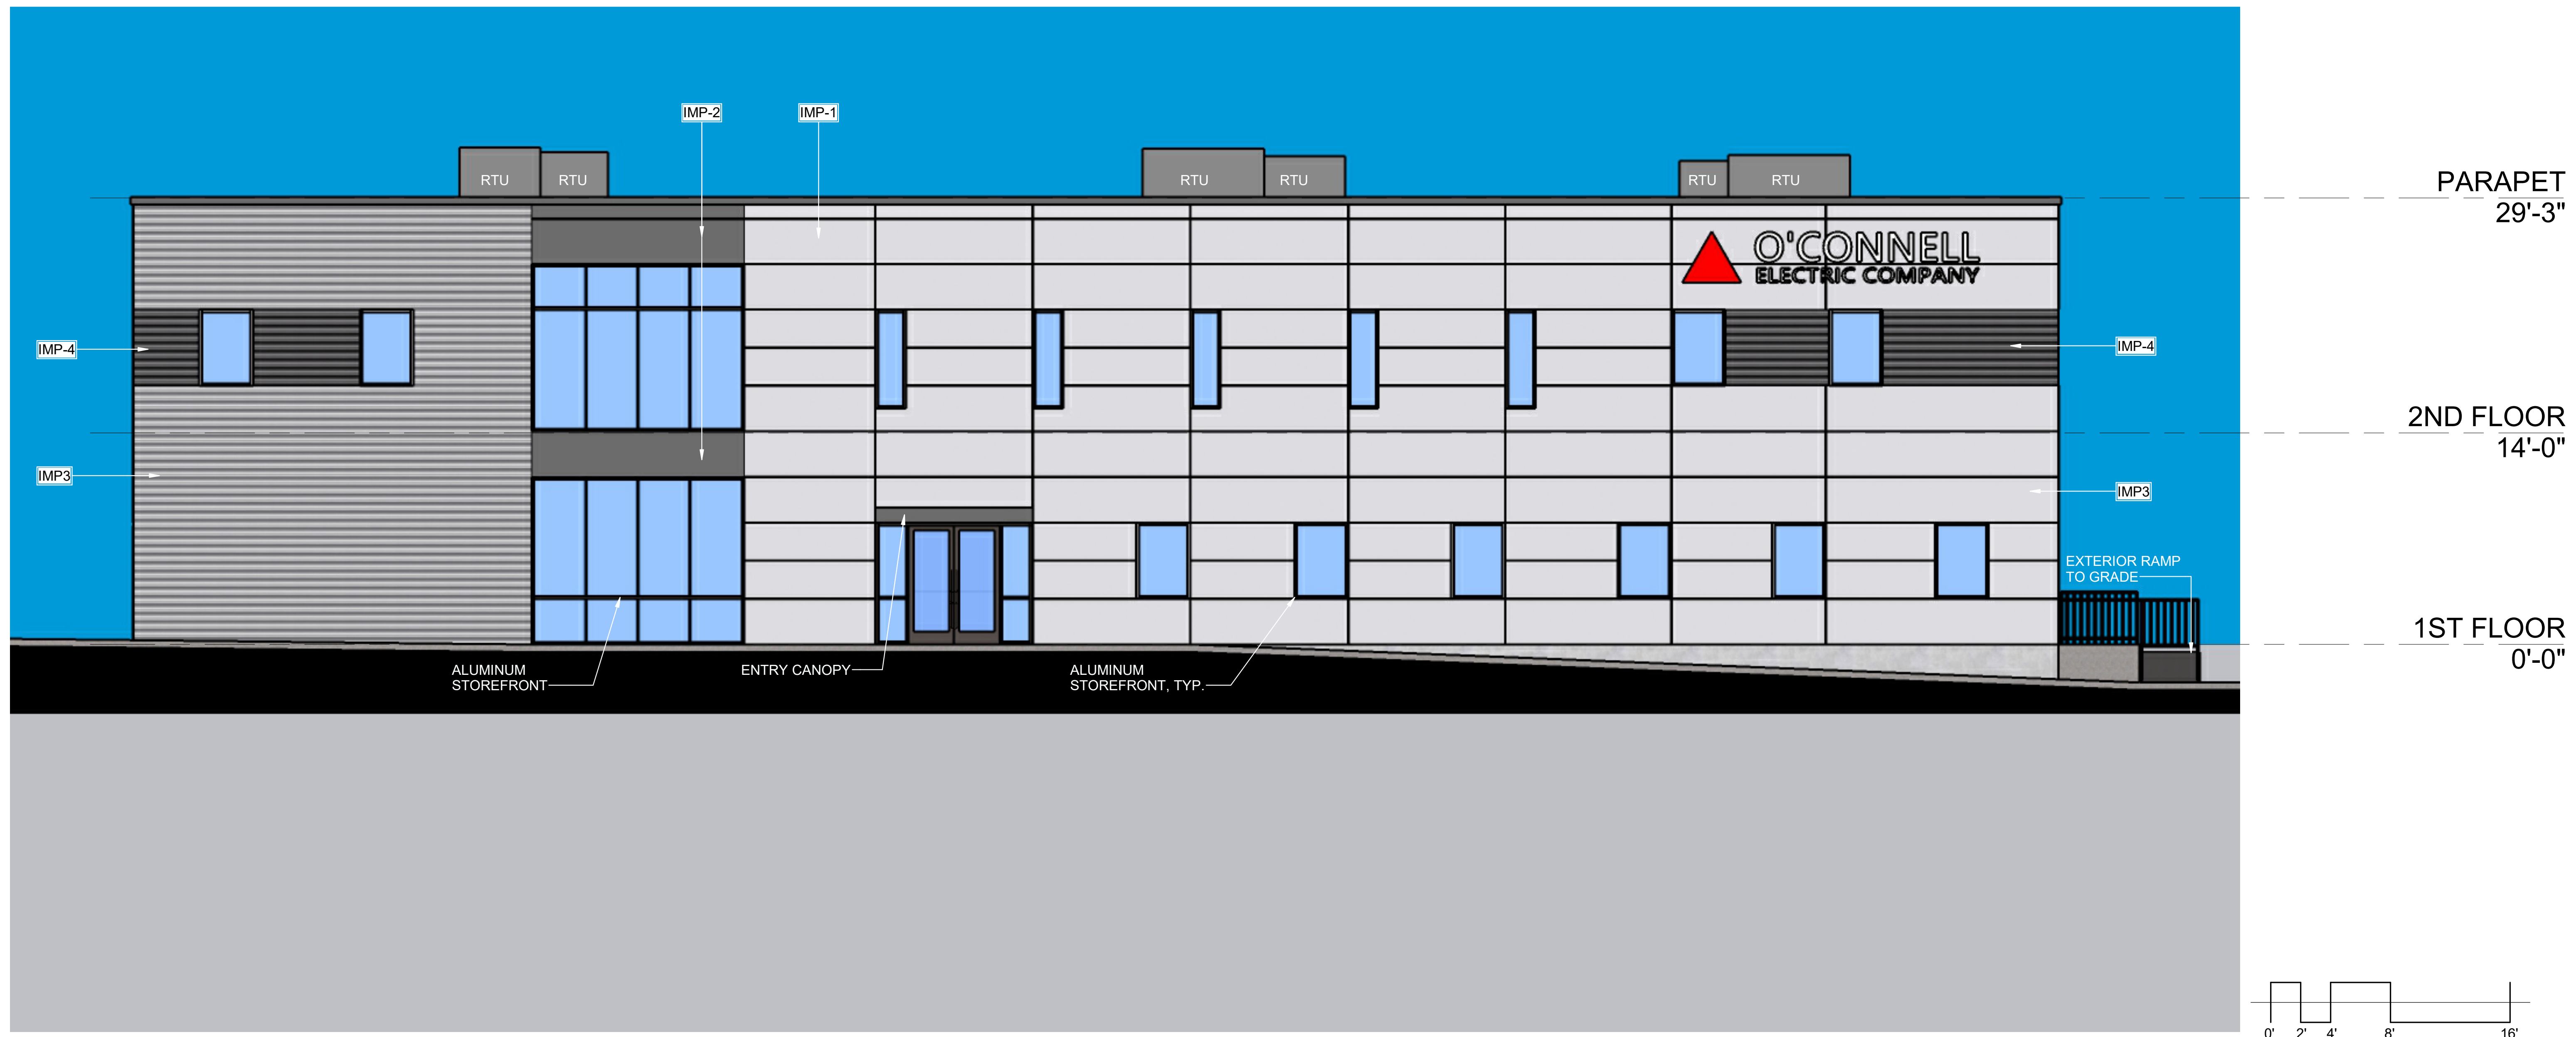 IMP-2
IMP-1
RTU
RTU
RTU
RTU
RTU
RTU
PARAPET
29'-3"
O'CONNELL
ELECTRIC COMPANY
IMP-4
IMP-4
2ND FLOOR
14'-0"
IMP3
IMP3
EXTERIOR RAMP
TO GRADE
1ST FLOOR
0'-0"
ALUMINUM
STOREFRONT
ENTRY CANOPY
ALUMINUM
STOREFRONT, TYP.
0' 2' 4' 8' 16'